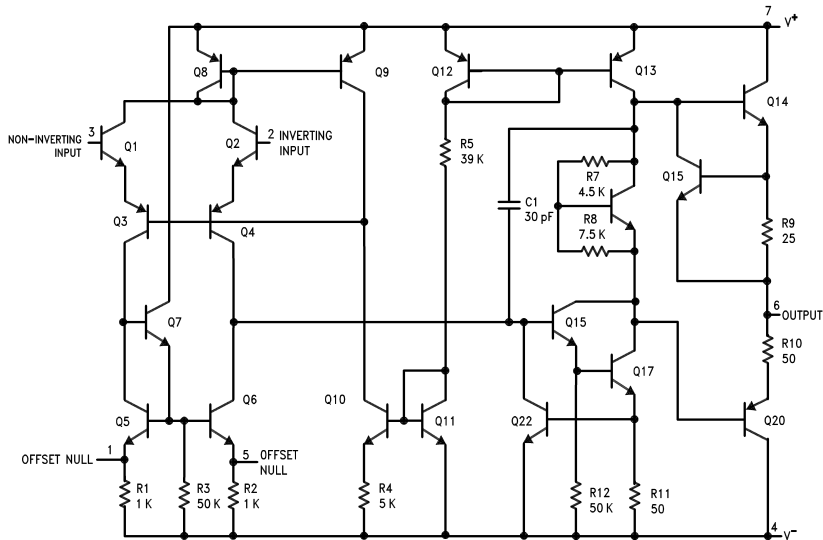 7
V+
Q8
Q9
Q12
Q13
Q14
NON-INVERTING
INPUT
3
Q1
Q2
2 INVERTING
INPUT
R5
39 K
R7
4.5 K
Q15
C1
30 pF
R8
7.5 K
Q3
Q4
R9
25
Q7
Q15
6
OUTPUT
R10
50
Q17
Q5
Q6
Q10
Q11
Q22
Q20
OFFSET NULL
1
5
OFFSET
NULL
R1
1 K
R3
50 K
R2
1 K
R4
5 K
R12
50 K
R11
50
4
V-